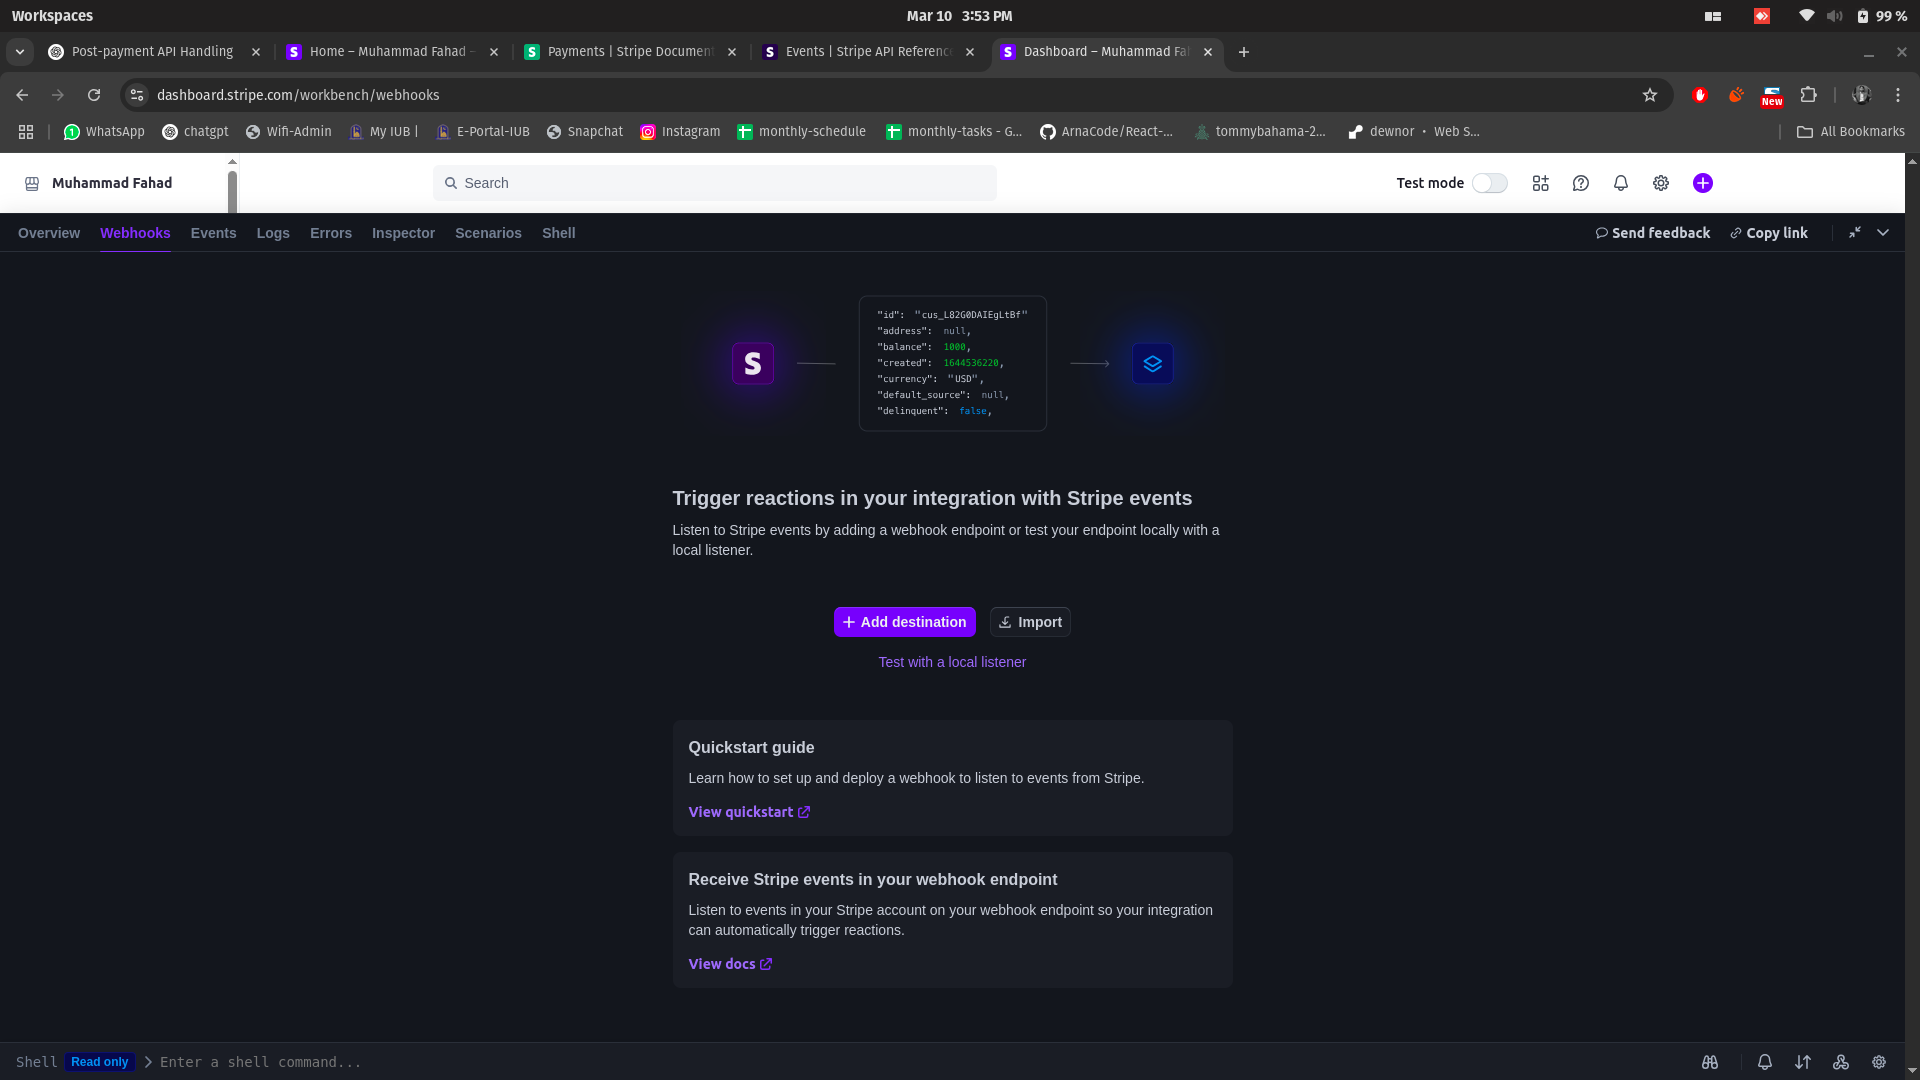 Workspaces
Mar 10 3:53 PM
99 %
Post-payment API Handling
Home – Muhammad Fahad –
Payments | Stripe Document
Events | Stripe API Reference
Dashboard – Muhammad Fah
dashboard.stripe.com/workbench/webhooks
New
WhatsApp
chatgpt
Wifi-Admin
My IUB |
E-Portal-IUB
Snapchat
Instagram
monthly-schedule
monthly-tasks - G...
ArnaCode/React-...
tommybahama-2...
dewnor • Web S...
All Bookmarks
Muhammad Fahad
Search
Test mode
Overview
Webhooks
Events
Logs
Errors
Inspector
Scenarios
Shell
Send feedback
Copy link
S
"id": "cus_L82G0DAIEgLtBf"
"address": null,
"balance": 1000,
"created": 1644536220,
"currency": "USD",
"default_source": null,
"delinquent": false,
Trigger reactions in your integration with Stripe events
Listen to Stripe events by adding a webhook endpoint or test your endpoint locally with a
local listener.
+ Add destination
Import
Test with a local listener
Quickstart guide
Learn how to set up and deploy a webhook to listen to events from Stripe.
View quickstart
Receive Stripe events in your webhook endpoint
Listen to events in your Stripe account on your webhook endpoint so your integration
can automatically trigger reactions.
View docs
Shell
Read only
Enter a shell command...